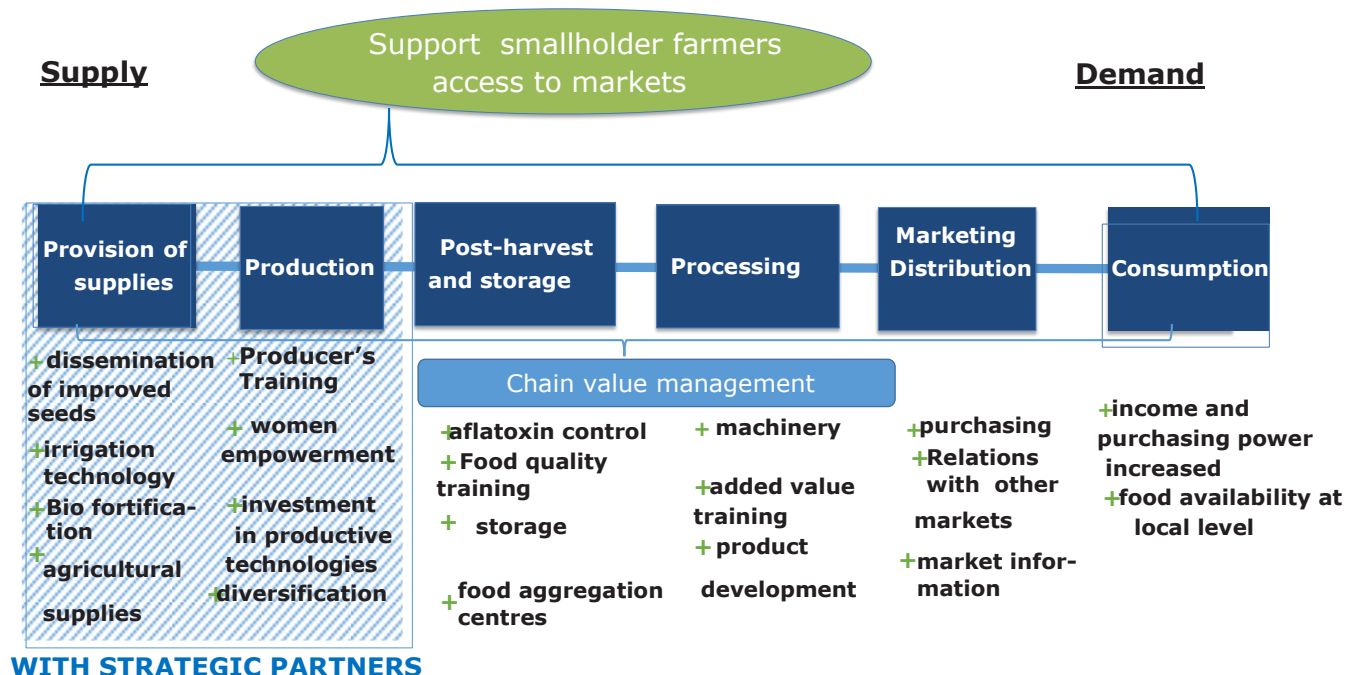 Support smallholder farmers
access to markets
Supply
Demand
Provision of
supplies
Production
Post-harvest
and storage
Processing
Marketing
Distribution
Consumption
Chain value management
+dissemination
of improved
seeds
+irrigation
technology
+Bio fortifica-
tion
+
agricultural
supplies
+Producer’s
Training
+ women
empowerment
+investment
in productive
technologies
+diversification
+aflatoxin control
+ Food quality
training
+ storage
+food aggregation
centres
+ machinery
+added value
training
+ product
development
+purchasing
+Relations
with other
markets
+market infor-
mation
+income and
purchasing power
increased
+food availability at
local level
WITH STRATEGIC PARTNERS